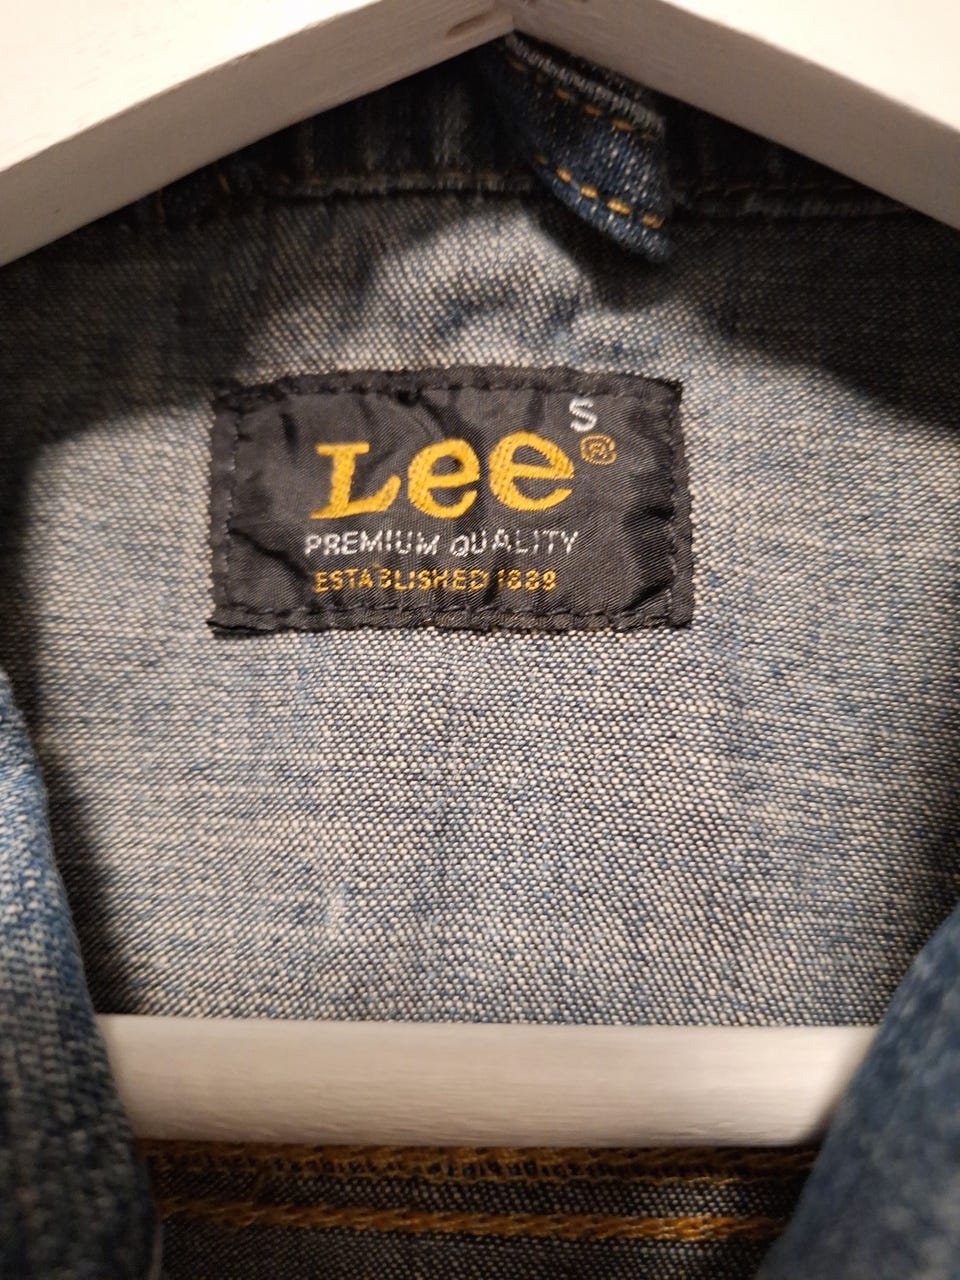 S
Lee®
PREMIUM QUALITY
ESTABLISHED 1889